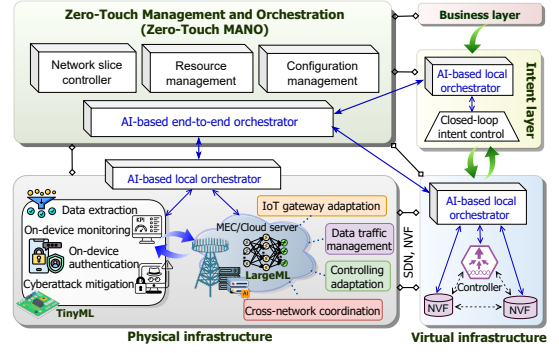 Zero-Touch Management and Orchestration
(Zero-Touch MANO)
Network slice
controller
Resource
management
Configuration
management
AI-based end-to-end orchestrator
Business layer
AI-based local
orchestrator
Closed-loop
intent control
Intent layer
AI-based local orchestrator
Data extraction
On-device monitoring
KPI
On-device
authentication
Cyberattack mitigation
TinyML
MEC/Cloud server
LargeML
AI
IoT gateway adaptation
Data traffic
management
Controlling
adaptation
Cross-network coordination
Physical infrastructure
SDN, NVF
AI-based local
orchestrator
Controller
NVF
NVF
Virtual infrastructure